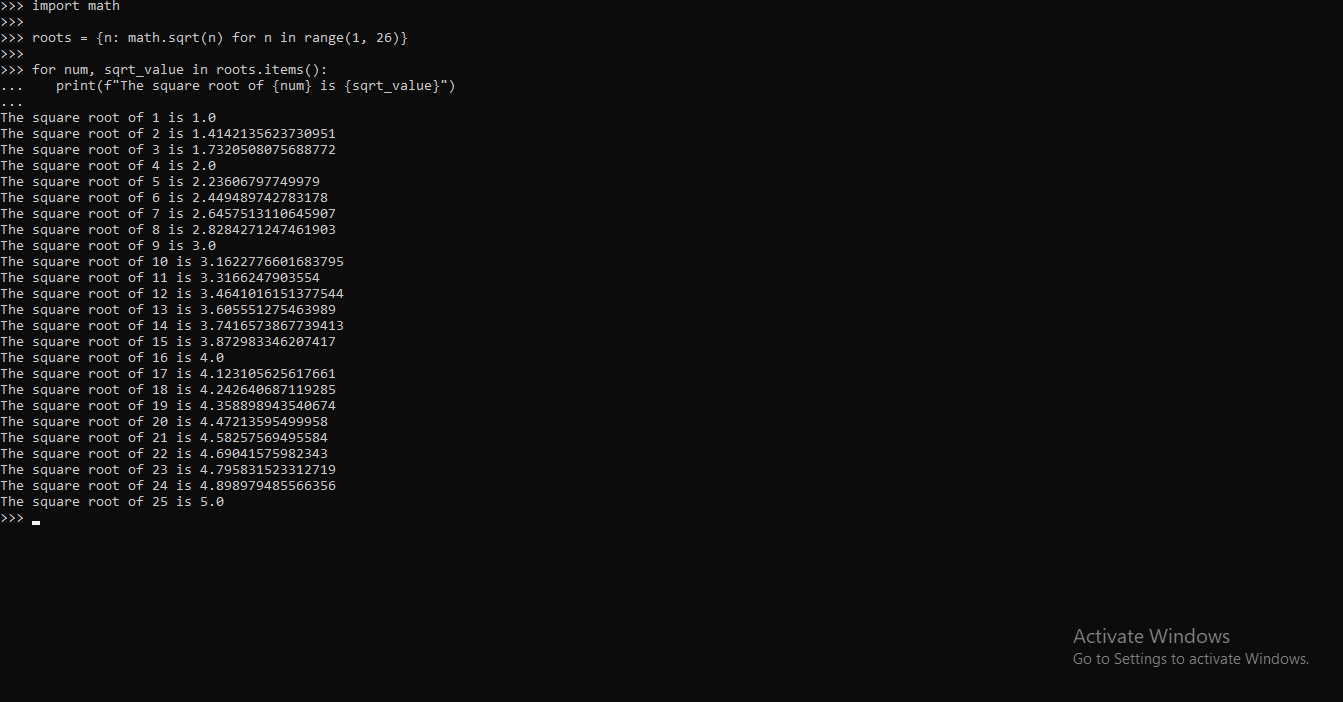 >>> import math
>>>
>>> roots = {n: math.sqrt(n) for n in range(1, 26)}
>>>
>>> for num, sqrt_value in roots.items():
...    print(f"The square root of {num} is {sqrt_value}")
...
The square root of 1 is 1.0
The square root of 2 is 1.4142135623730951
The square root of 3 is 1.7320508075688772
The square root of 4 is 2.0
The square root of 5 is 2.23606797749979
The square root of 6 is 2.449489742783178
The square root of 7 is 2.6457513110645907
The square root of 8 is 2.8284271247461903
The square root of 9 is 3.0
The square root of 10 is 3.1622776601683795
The square root of 11 is 3.3166247903554
The square root of 12 is 3.4641016151377544
The square root of 13 is 3.605551275463989
The square root of 14 is 3.7416573867739413
The square root of 15 is 3.872983346207417
The square root of 16 is 4.0
The square root of 17 is 4.123105625617661
The square root of 18 is 4.242640687119285
The square root of 19 is 4.358898943540674
The square root of 20 is 4.47213595499958
The square root of 21 is 4.58257569495584
The square root of 22 is 4.69041575982343
The square root of 23 is 4.795831523312719
The square root of 24 is 4.898979485566356
The square root of 25 is 5.0
>>>
Activate Windows
Go to Settings to activate Windows.